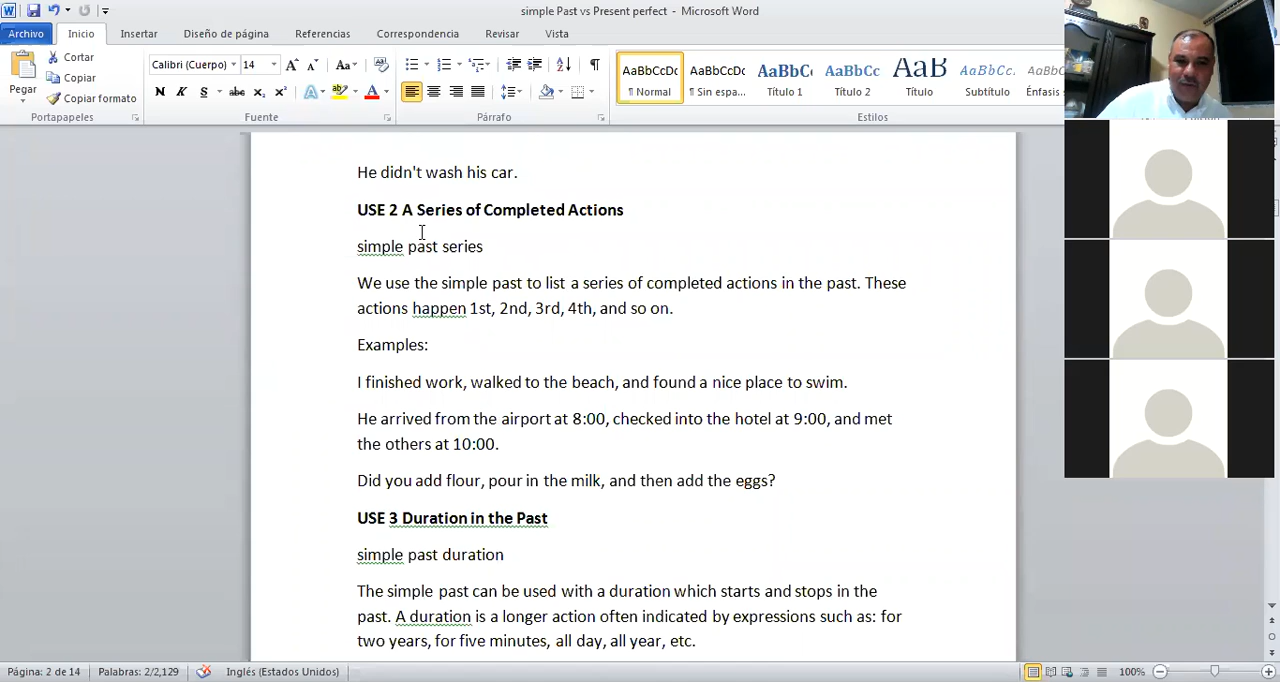 simple Past vs Present perfect - Microsoft Word
Archivo Inicio Insertar Diseño de página Referencias Correspondencia Revisar Vista
Pegar
Cortar
Copiar
Copiar formato
Portapapeles
Calibri (Cuerpo) 14
N K S abc x₂ x²
Fuente
Párrafo
AaBbCcDc AaBbCcDc AaBbC AaBbCc AaB AaBbCc. AaBbCc
¶ Normal ¶ Sin espa... Título 1 Título 2 Título Subtítulo Énfasis
Estilos
He didn't wash his car.
USE 2 A Series of Completed Actions
simple past series
We use the simple past to list a series of completed actions in the past. These
actions happen 1st, 2nd, 3rd, 4th, and so on.
Examples:
I finished work, walked to the beach, and found a nice place to swim.
He arrived from the airport at 8:00, checked into the hotel at 9:00, and met
the others at 10:00.
Did you add flour, pour in the milk, and then add the eggs?
USE 3 Duration in the Past
simple past duration
The simple past can be used with a duration which starts and stops in the
past. A duration is a longer action often indicated by expressions such as: for
two years, for five minutes, all day, all year, etc.
Página: 2 de 14 Palabras: 2/2,129 Inglés (Estados Unidos) 100%